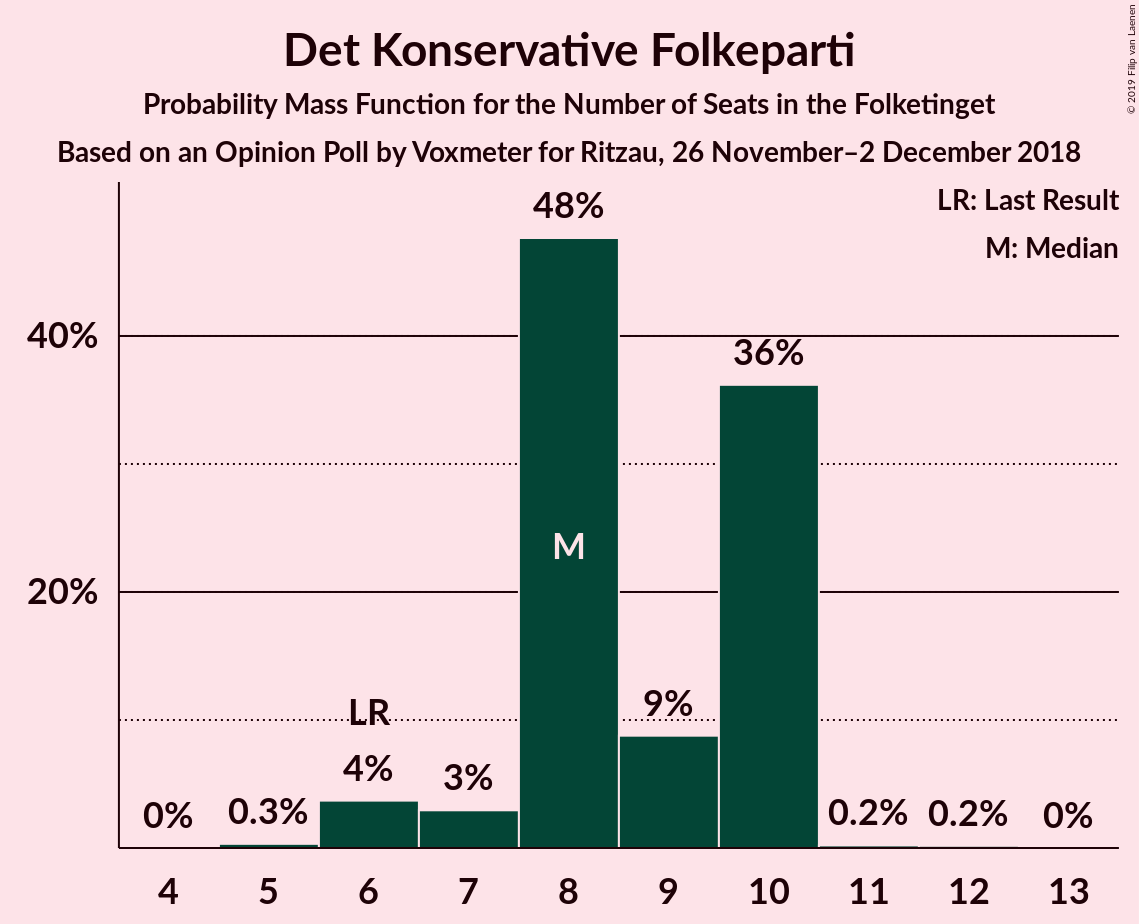 Det Konservative Folkeparti
Probability Mass Function for the Number of Seats in the Folketinget
Based on an Opinion Poll by Voxmeter for Ritzau, 26 November–2 December 2018
© 2019 Filip van Laenen
LR: Last Result
M: Median
48%
40%
36%
M
20%
9%
LR
4%
3%
0%
0.3%
0.2%
0.2%
0%
4
5
6
7
8
9
10
11
12
13